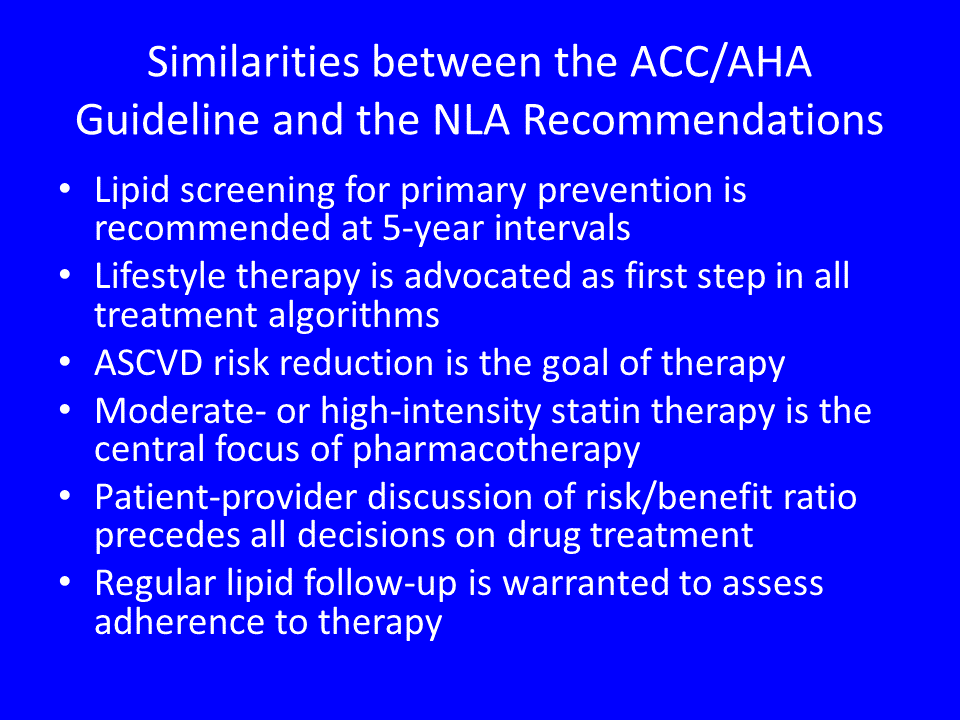 Similarities between the ACC/AHA
Guideline and the NLA Recommendations
• Lipid screening for primary prevention is
recommended at 5-year intervals
• Lifestyle therapy is advocated as first step in all
treatment algorithms
• ASCVD risk reduction is the goal of therapy
• Moderate- or high-intensity statin therapy is the
central focus of pharmacotherapy
• Patient-provider discussion of risk/benefit ratio
precedes all decisions on drug treatment
• Regular lipid follow-up is warranted to assess
adherence to therapy